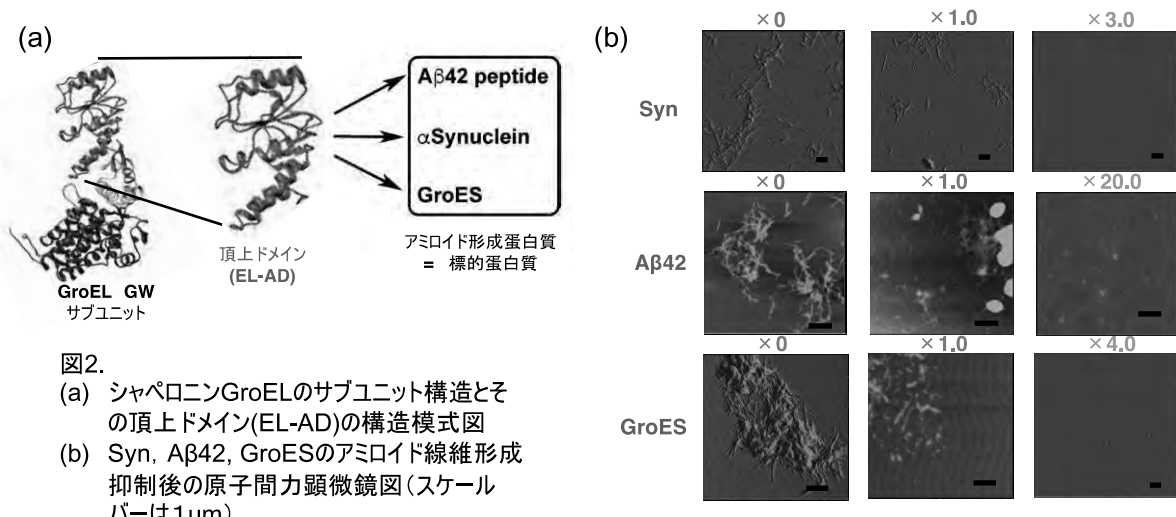 (a)
Aβ42 peptide
αSynuclein
GroES
アミロイド形成蛋白質
= 標的蛋白質
頂上ドメイン
(EL-AD)
GroEL GW
サブユニット
図2.
(a) シャペロニンGroELのサブユニット構造とそ
の頂上ドメイン(EL-AD)の構造模式図
(b) Syn, Aβ42, GroESのアミロイド線維形成
抑制後の原子間力顕微鏡図(スケール
バーは1μm)
(b)
×0 ×1.0 ×3.0
Syn
×0 ×1.0 ×20.0
Aβ42
×0 ×1.0 ×4.0
GroES